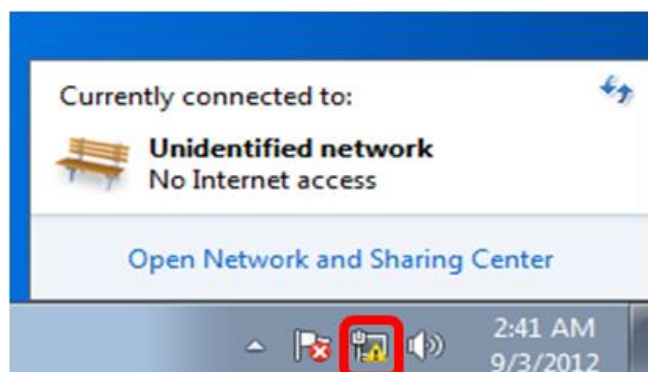 Currently connected to:
Unidentified network
No Internet access
Open Network and Sharing Center
2:41 AM
9/3/2012